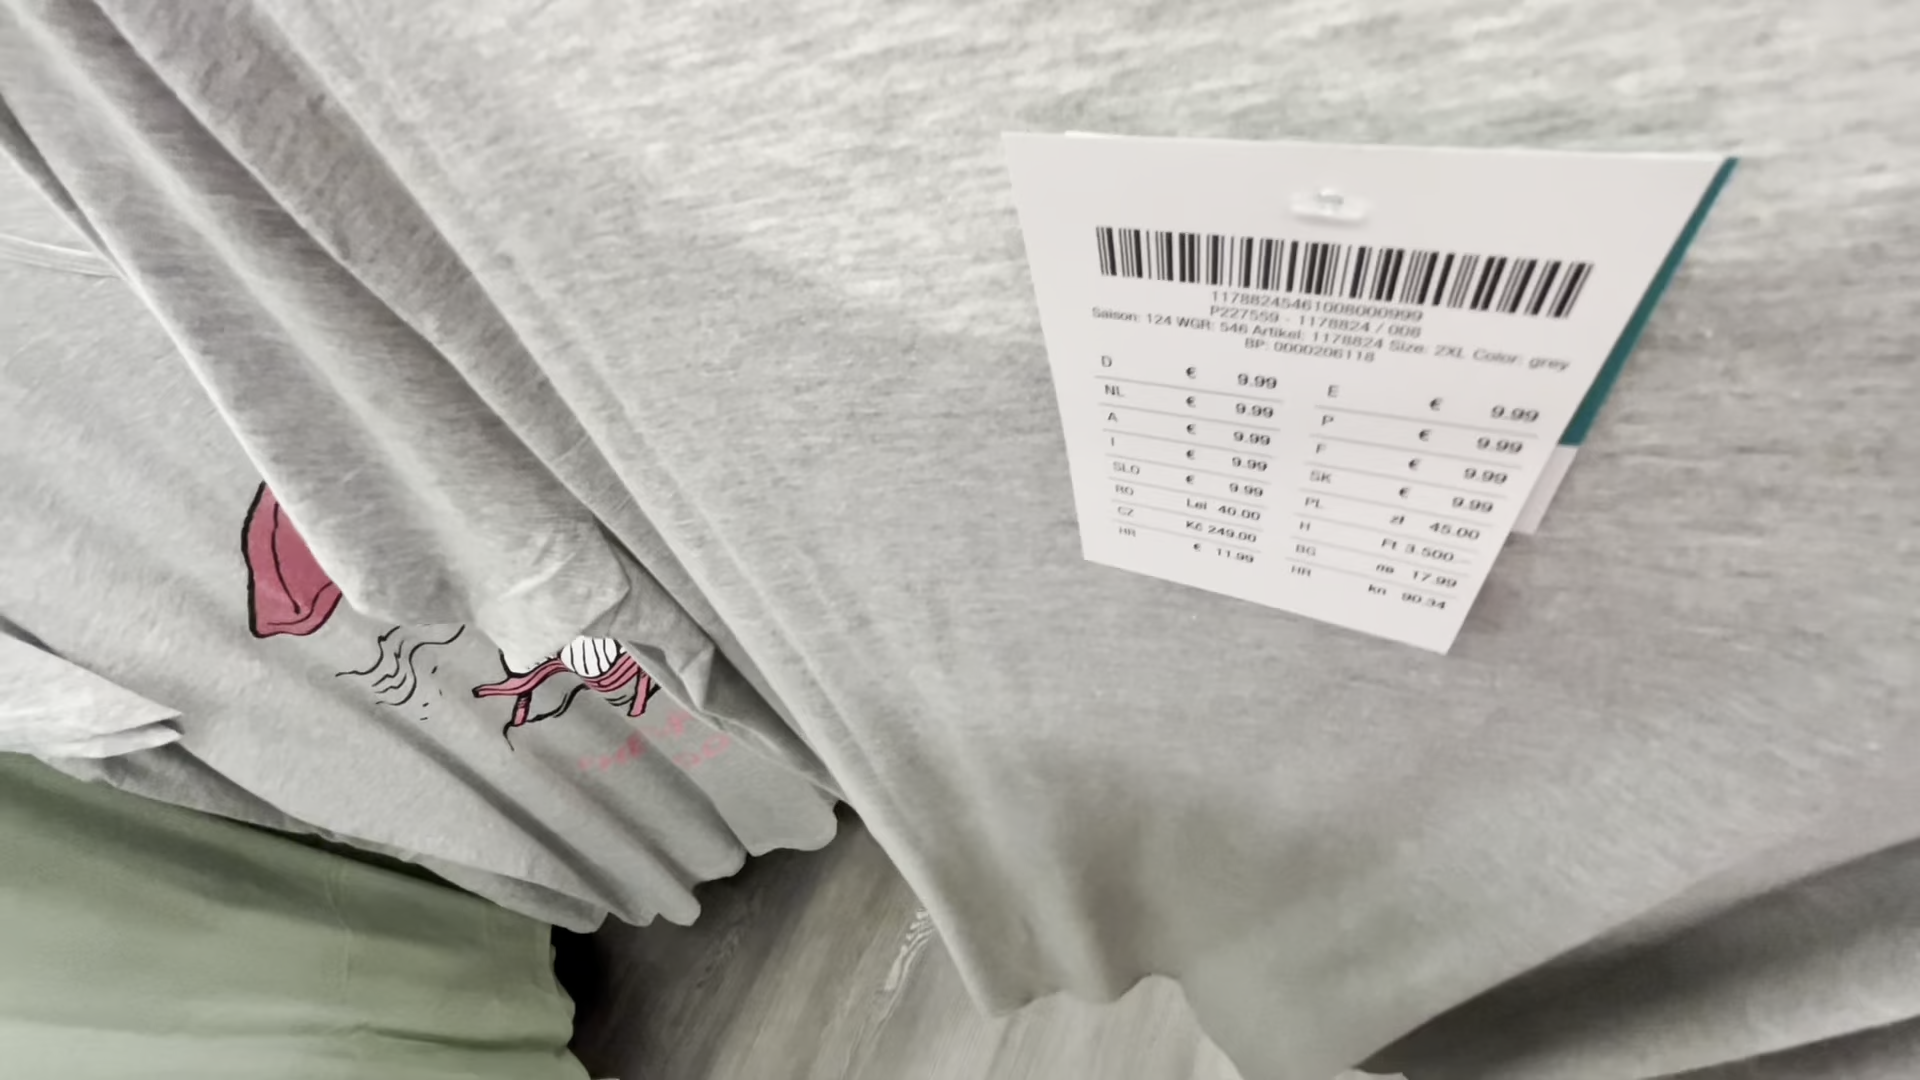 11788245461008000999
P227559 - 1178824 / 008
Saison: 124 WGR: 546 Artikel: 1178824 Size: 2XL Color: grey
BP: 0000206118
D € 9.99
NL € 9.99
A € 9.99
I € 9.99
SLO € 9.99
RO Lei 40.00
CZ Kč 249.00
HR € 11.99
E € 9.99
P € 9.99
F € 9.99
SK € 9.99
PL zł 45.00
H Ft 3.500
BG лв 17.99
HR kn 90.34